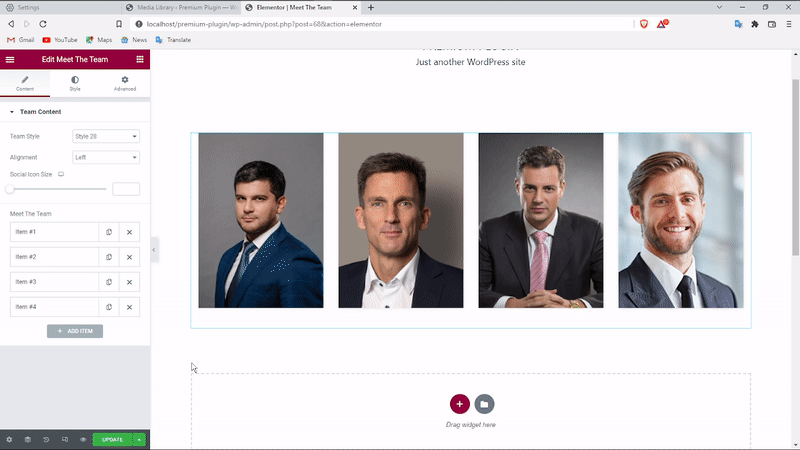 Settings
Media Library ‹ Premium Plugin — W
Elementor | Meet The Team
localhost/premium-plugin/wp-admin/post.php?post=68&action=elementor
Gmail
YouTube
Maps
News
Translate
Edit Meet The Team
Content
Style
Advanced
Team Content
Team Style
Style 20
Alignment
Left
Social Icon Size
Meet The Team
Item #1
Item #2
Item #3
Item #4
+ ADD ITEM
UPDATE
PREMIUM PLUGIN
Just another WordPress site
Drag widget here